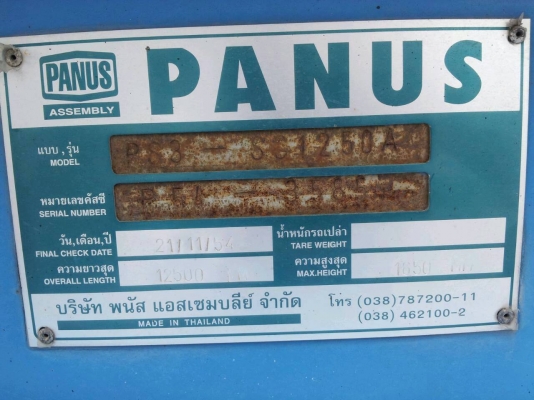 PANUS
ASSEMBLY
PANUS
แบบ , รุ่น
MODEL
หมายเลขคัสซี
SERIAL NUMBER
วัน,เดือน,ปี 21/11/54 น้ำหนักรถเปล่า
FINAL CHECK DATE TARE WEIGHT
ความยาวสุด 12500 ความสูงสุด
OVERALL LENGTH MAX.HEIGHT
บริษัท พนัส แอสเซมบลีย์ จำกัด โทร (038)787200-11
MADE IN THAILAND (038) 462100-2